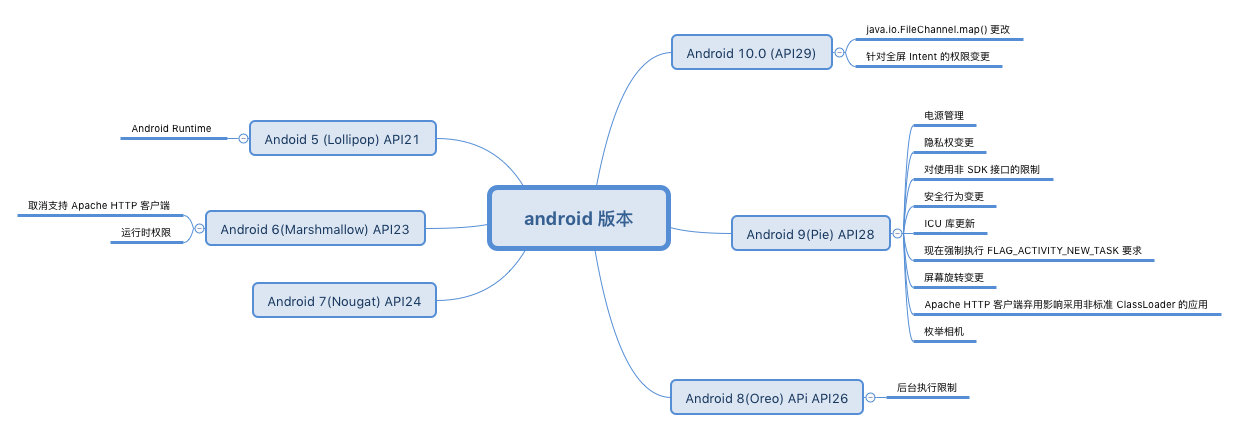 android 版本
Android 10.0 (API29)
java.io.FileChannel.map() 更改
针对全屏 Intent 的权限变更
Android 9(Pie) API28
电源管理
隐私权变更
对使用非 SDK 接口的限制
安全行为变更
ICU 库更新
现在强制执行 FLAG_ACTIVITY_NEW_TASK 要求
屏幕旋转变更
Apache HTTP 客户端弃用影响采用非标准 ClassLoader 的应用
枚举相机
Android 8(Oreo) APi API26
后台执行限制
Andoid 5 (Lollipop) API21
Android Runtime
Android 6(Marshmallow) API23
取消支持 Apache HTTP 客户端
运行时权限
Android 7(Nougat) API24